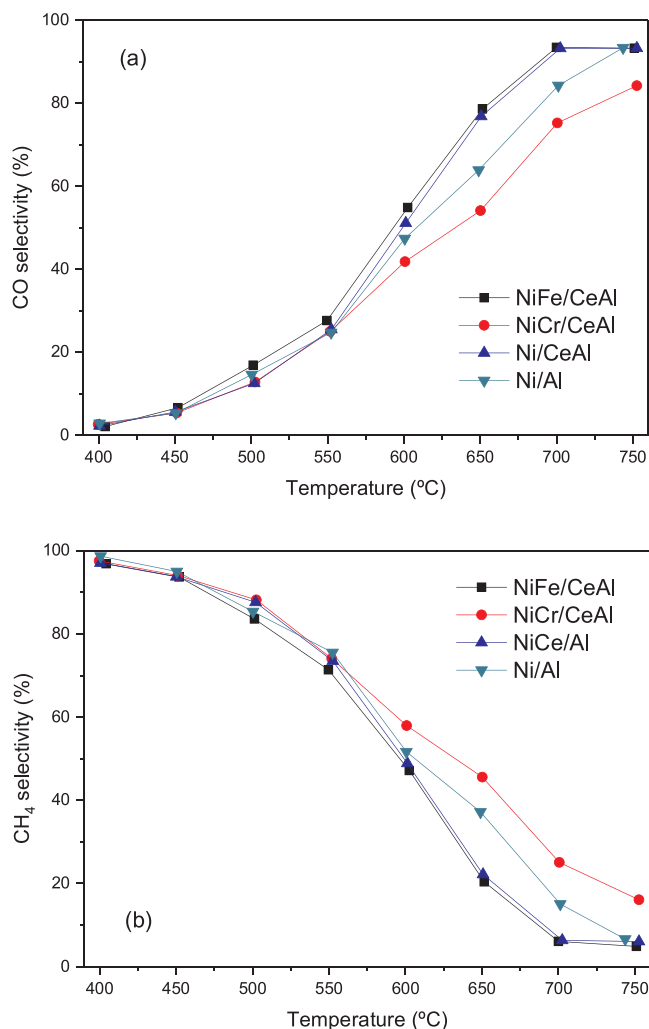 100
(a)
80
60
CO selectivity (%)
40
NiFe/CeAl
NiCr/CeAl
20
Ni/CeAl
Ni/Al
0
400 450 500 550 600 650 700 750
Temperature (ºC)
100
NiFe/CeAl
80
NiCr/CeAl
NiCe/Al
Ni/Al
60
CH₄ selectivity (%)
40
20
(b)
0
400 450 500 550 600 650 700 750
Temperature (ºC)